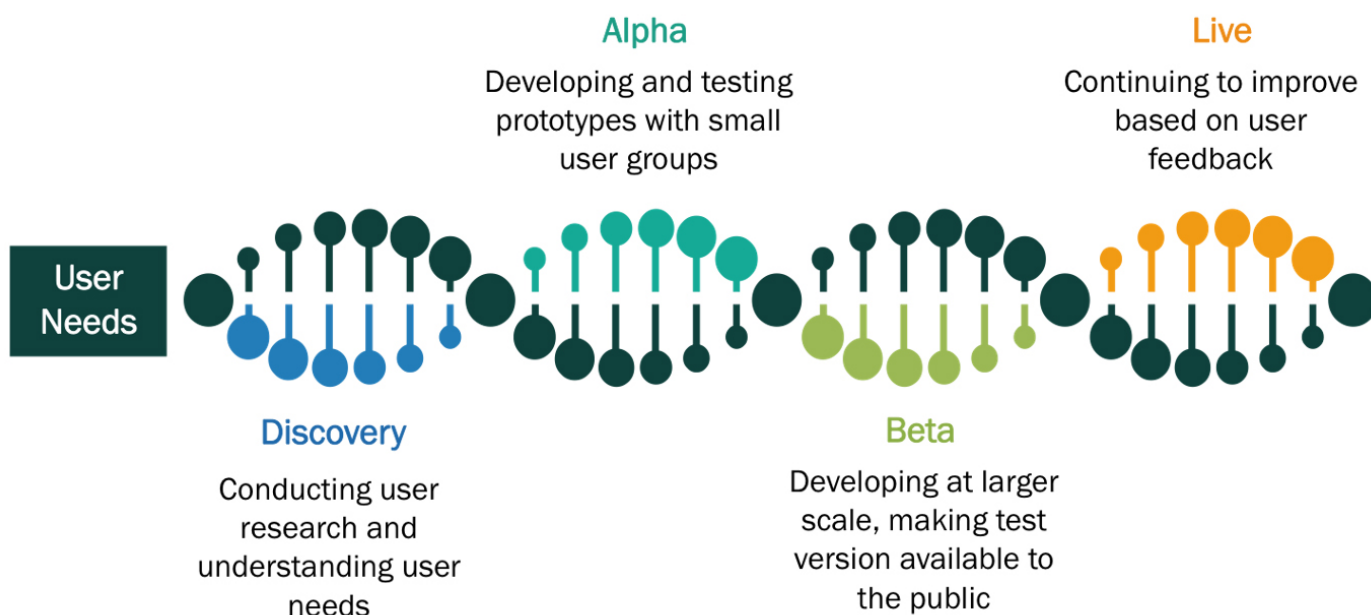 User
Needs
Discovery
Conducting user
research and
understanding user
needs
Alpha
Developing and testing
prototypes with small
user groups
Beta
Developing at larger
scale, making test
version available to
the public
Live
Continuing to improve
based on user
feedback